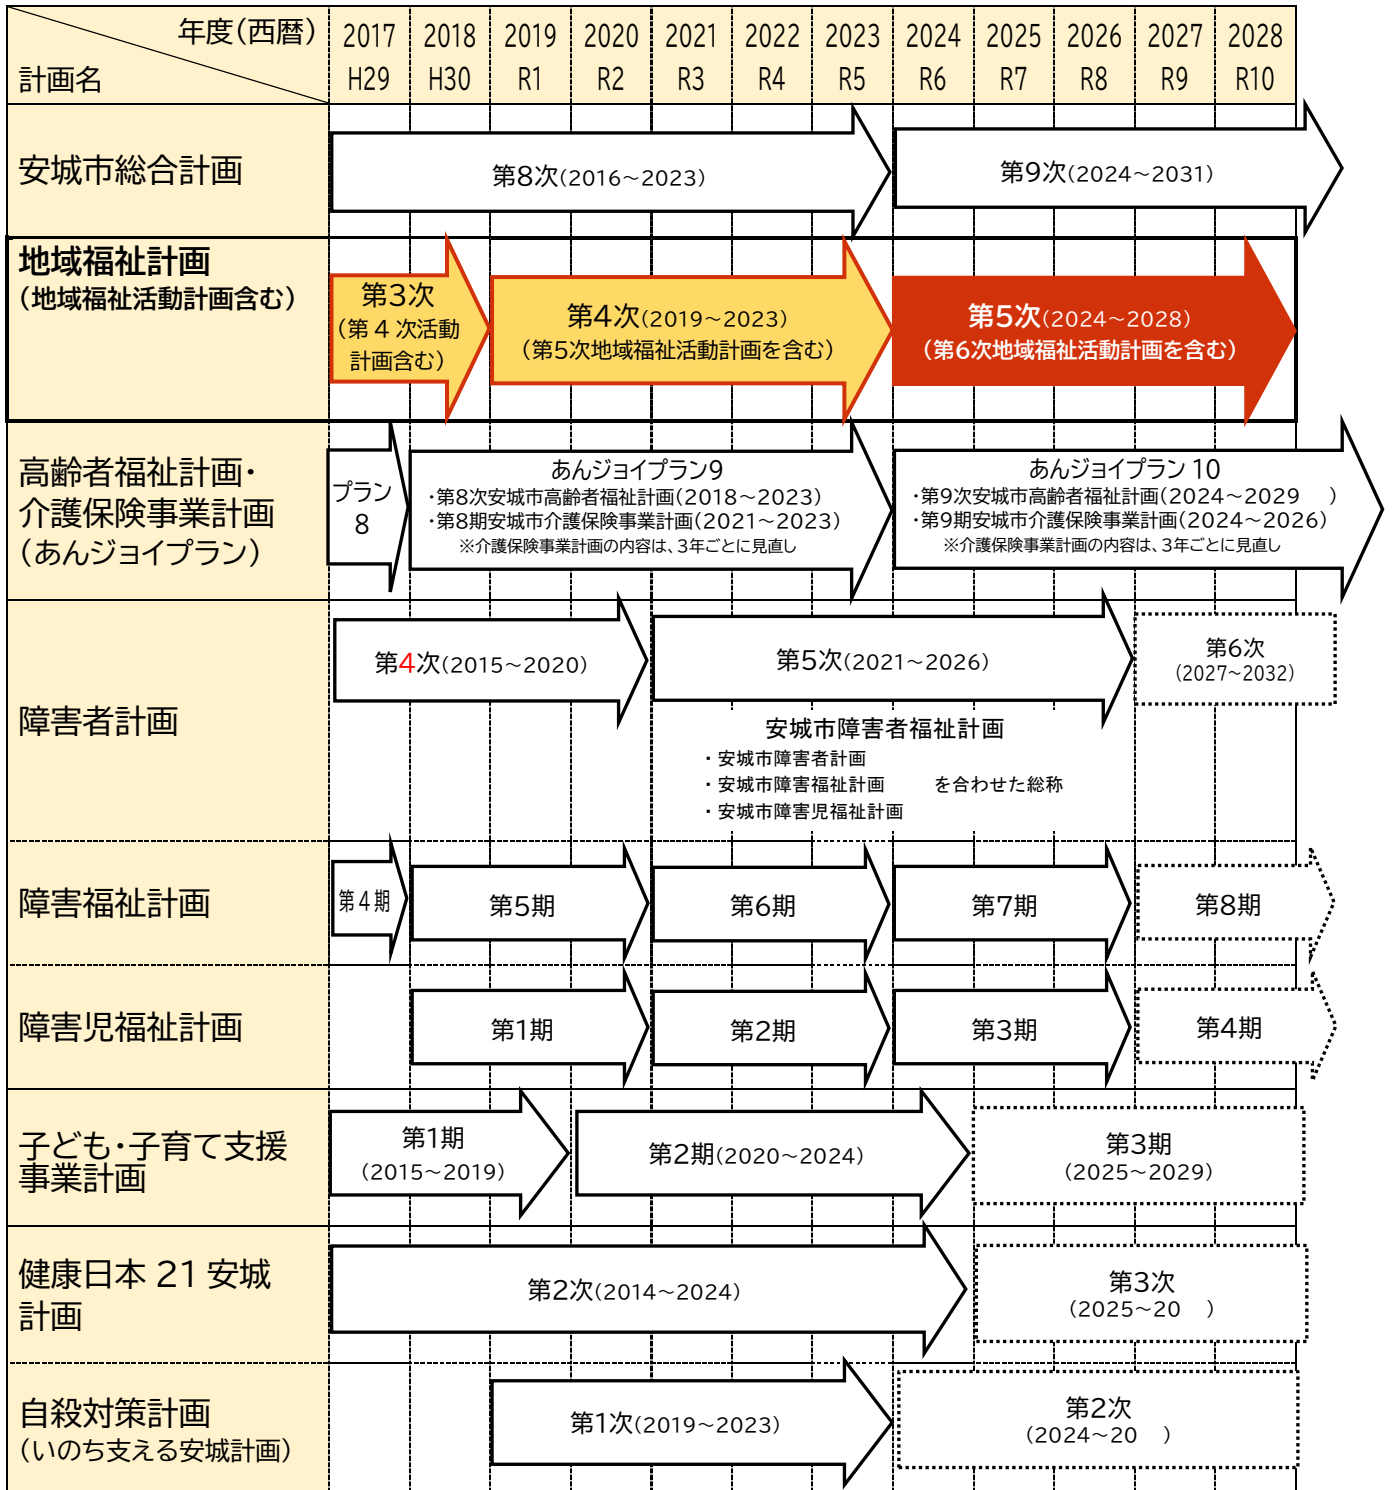 年度(西暦)
計画名
2017 2018 2019 2020 2021 2022 2023 2024 2025 2026 2027 2028
H29 H30 R1 R2 R3 R4 R5 R6 R7 R8 R9 R10
安城市総合計画
第8次(2016～2023)
第9次(2024～2031)
地域福祉計画
(地域福祉活動計画含む)
第3次
(第4次活動
計画含む)
第4次(2019～2023)
(第5次地域福祉活動計画を含む)
第5次(2024～2028)
(第6次地域福祉活動計画を含む)
高齢者福祉計画・
介護保険事業計画
(あんジョイプラン)
プラン
8
あんジョイプラン9
・第8次安城市高齢者福祉計画(2018～2023)
・第8期安城市介護保険事業計画(2021～2023)
※介護保険事業計画の内容は、3年ごとに見直し
あんジョイプラン 10
・第9次安城市高齢者福祉計画(2024～2029 )
・第9期安城市介護保険事業計画(2024～2026)
※介護保険事業計画の内容は、3年ごとに見直し
障害者計画
第4次(2015～2020)
第5次(2021～2026)
第6次
(2027～2032)
安城市障害者福祉計画
・安城市障害者計画
・安城市障害福祉計画 を合わせた総称
・安城市障害児福祉計画
障害福祉計画
第4期
第5期
第6期
第7期
第8期
障害児福祉計画
第1期
第2期
第3期
第4期
子ども・子育て支援
事業計画
第1期
(2015～2019)
第2期(2020～2024)
第3期
(2025～2029)
健康日本 21 安城
計画
第2次(2014～2024)
第3次
(2025～20 )
自殺対策計画
(いのち支える安城計画)
第1次(2019～2023)
第2次
(2024～20 )